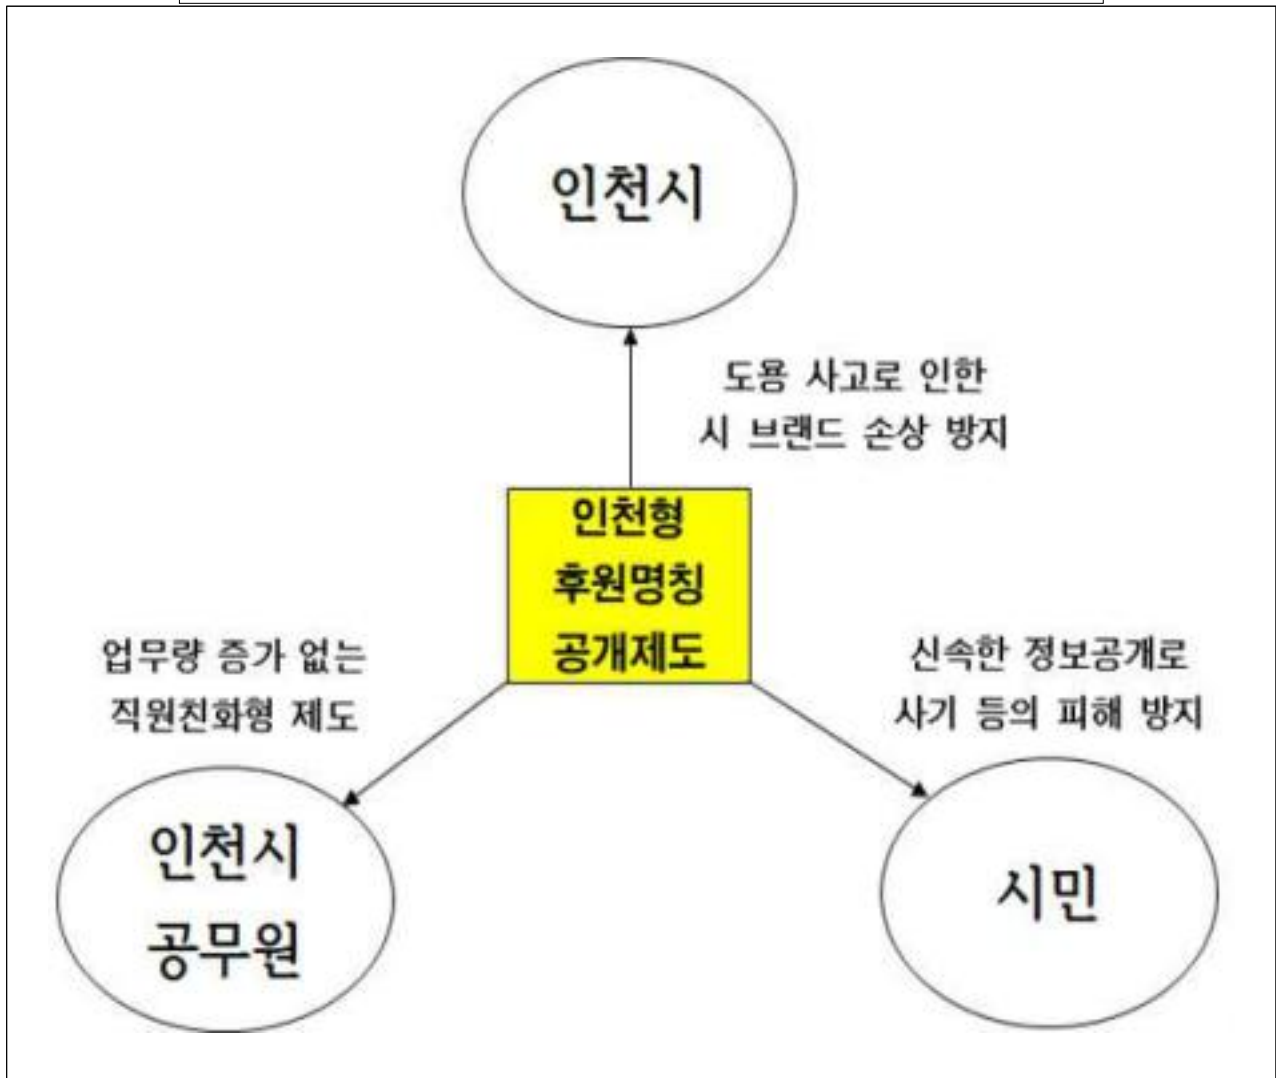 인천시
도용 사고로 인한
시 브랜드 손상 방지
인천형
후원명칭
공개제도
업무량 증가 없는
직원친화형 제도
신속한 정보공개로
사기 등의 피해 방지
인천시
공무원
시민